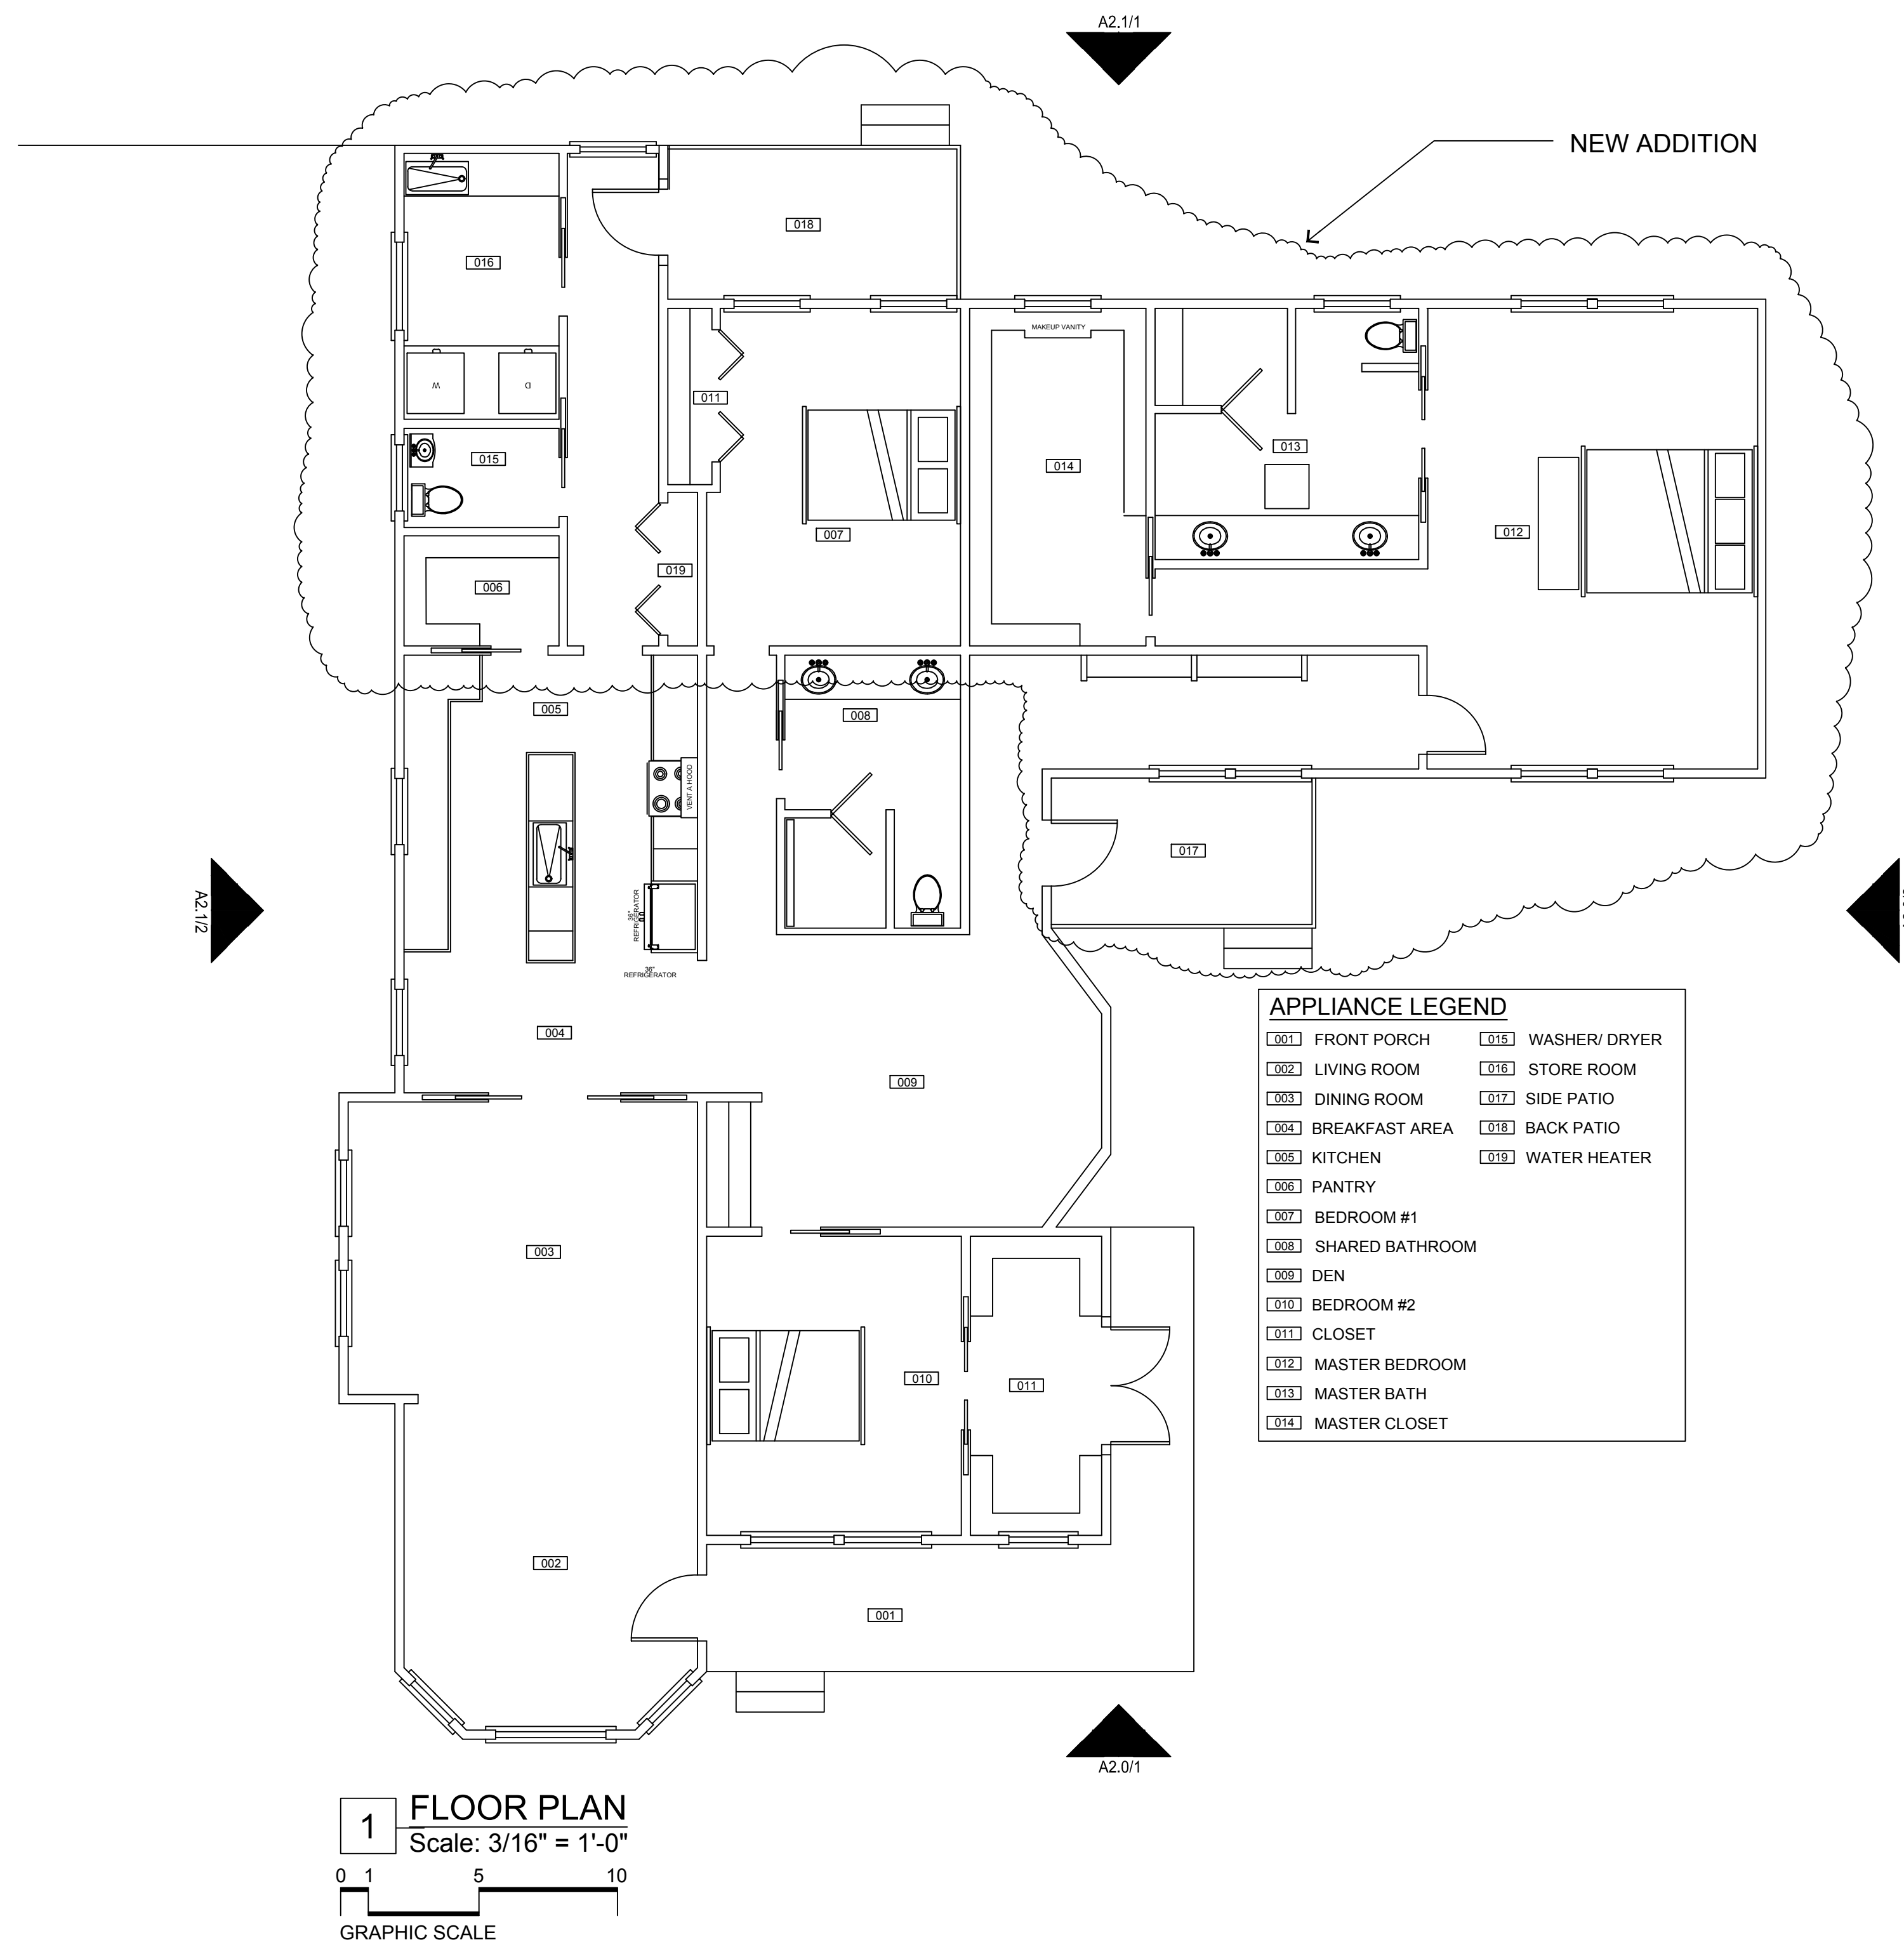 A2.1/1
NEW ADDITION
018
016
MAKEUP VANITY
W
D
011
013
015
014
007
012
019
006
005
008
VENT A HOOD
017
A2.1/2
36"
REFRIGERATOR
36"
REFRIGERATOR
004
009
003
010
011
002
001
APPLIANCE LEGEND
001 FRONT PORCH
002 LIVING ROOM
003 DINING ROOM
004 BREAKFAST AREA
005 KITCHEN
006 PANTRY
007 BEDROOM #1
008 SHARED BATHROOM
009 DEN
010 BEDROOM #2
011 CLOSET
012 MASTER BEDROOM
013 MASTER BATH
014 MASTER CLOSET
015 WASHER/ DRYER
016 STORE ROOM
017 SIDE PATIO
018 BACK PATIO
019 WATER HEATER
A2.0/1
1
FLOOR PLAN
Scale: 3/16" = 1'-0"
0 1 5 10
GRAPHIC SCALE